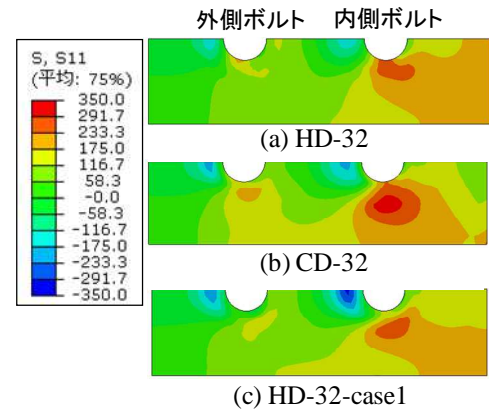 外側ボルト 内側ボルト
S, S11
(平均: 75%)
350.0
291.7
233.3
175.0
116.7
58.3
-0.0
-58.3
-116.7
-175.0
-233.3
-291.7
-350.0
(a) HD-32
(b) CD-32
(c) HD-32-case1